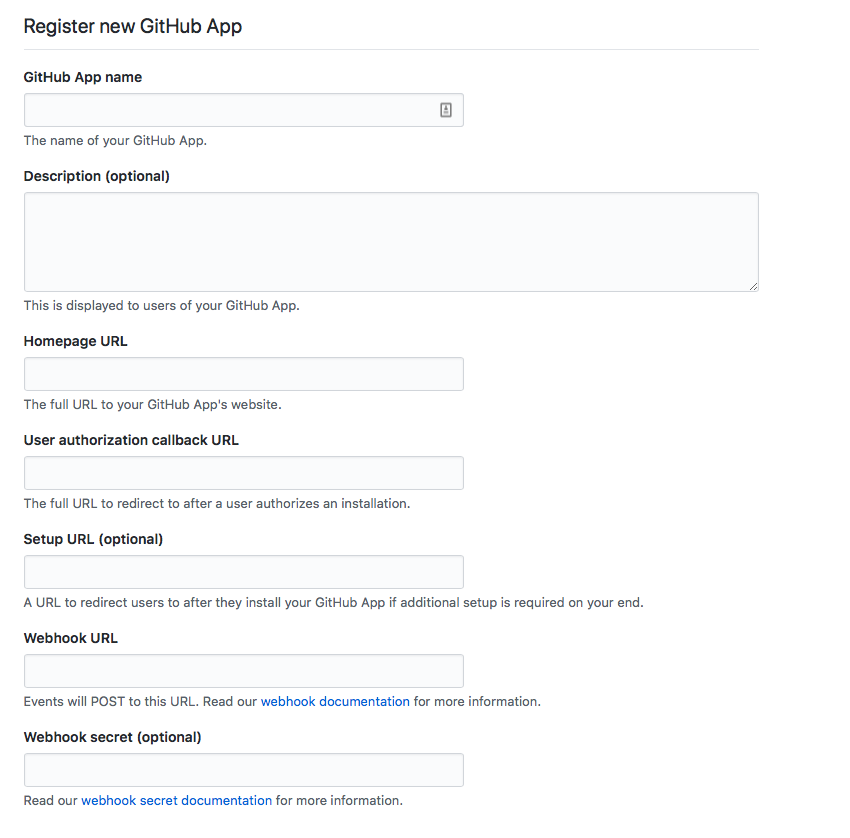 Register new GitHub App
GitHub App name
The name of your GitHub App.
Description (optional)
This is displayed to users of your GitHub App.
Homepage URL
The full URL to your GitHub App's website.
User authorization callback URL
The full URL to redirect to after a user authorizes an installation.
Setup URL (optional)
A URL to redirect users to after they install your GitHub App if additional setup is required on your end.
Webhook URL
Events will POST to this URL. Read our webhook documentation for more information.
Webhook secret (optional)
Read our webhook secret documentation for more information.